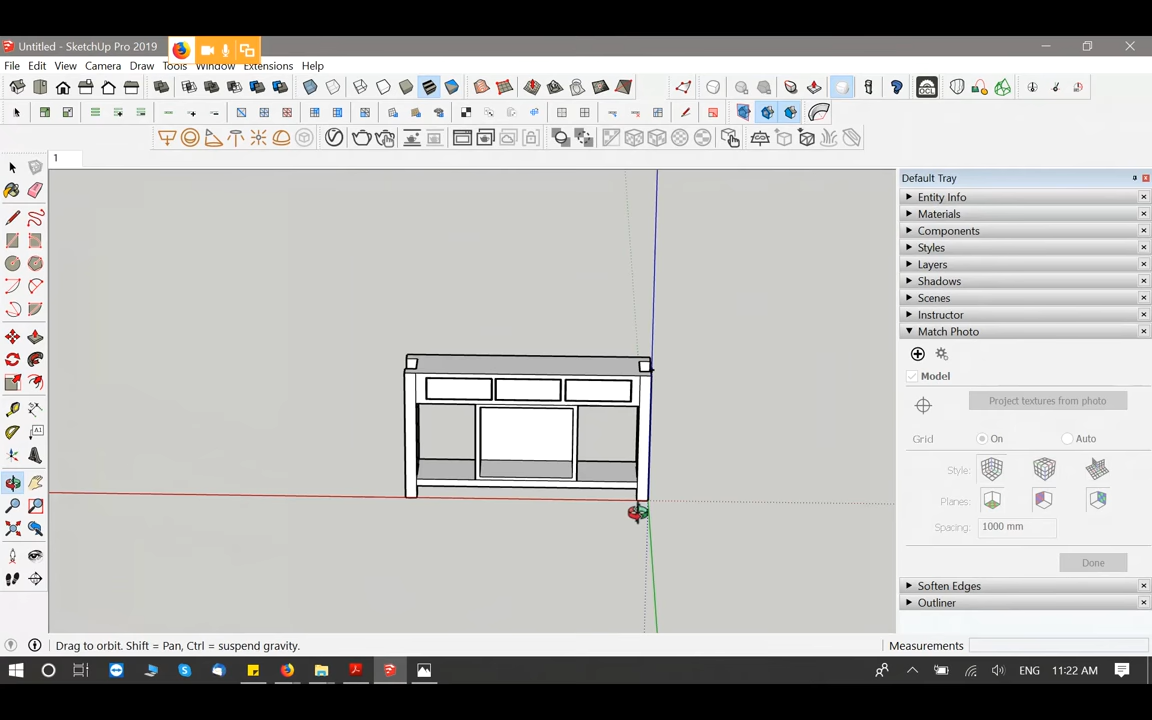 Untitled - SketchUp Pro 2019
File Edit View Camera Draw Tools Window Extensions Help
1
Default Tray
Entity Info
Materials
Components
Styles
Layers
Shadows
Scenes
Instructor
Match Photo
Model
Project textures from photo
Grid On Auto
Style:
Planes:
Spacing: 1000 mm
Done
Soften Edges
Outliner
Drag to orbit. Shift = Pan, Ctrl = suspend gravity.
Measurements
ENG 11:22 AM